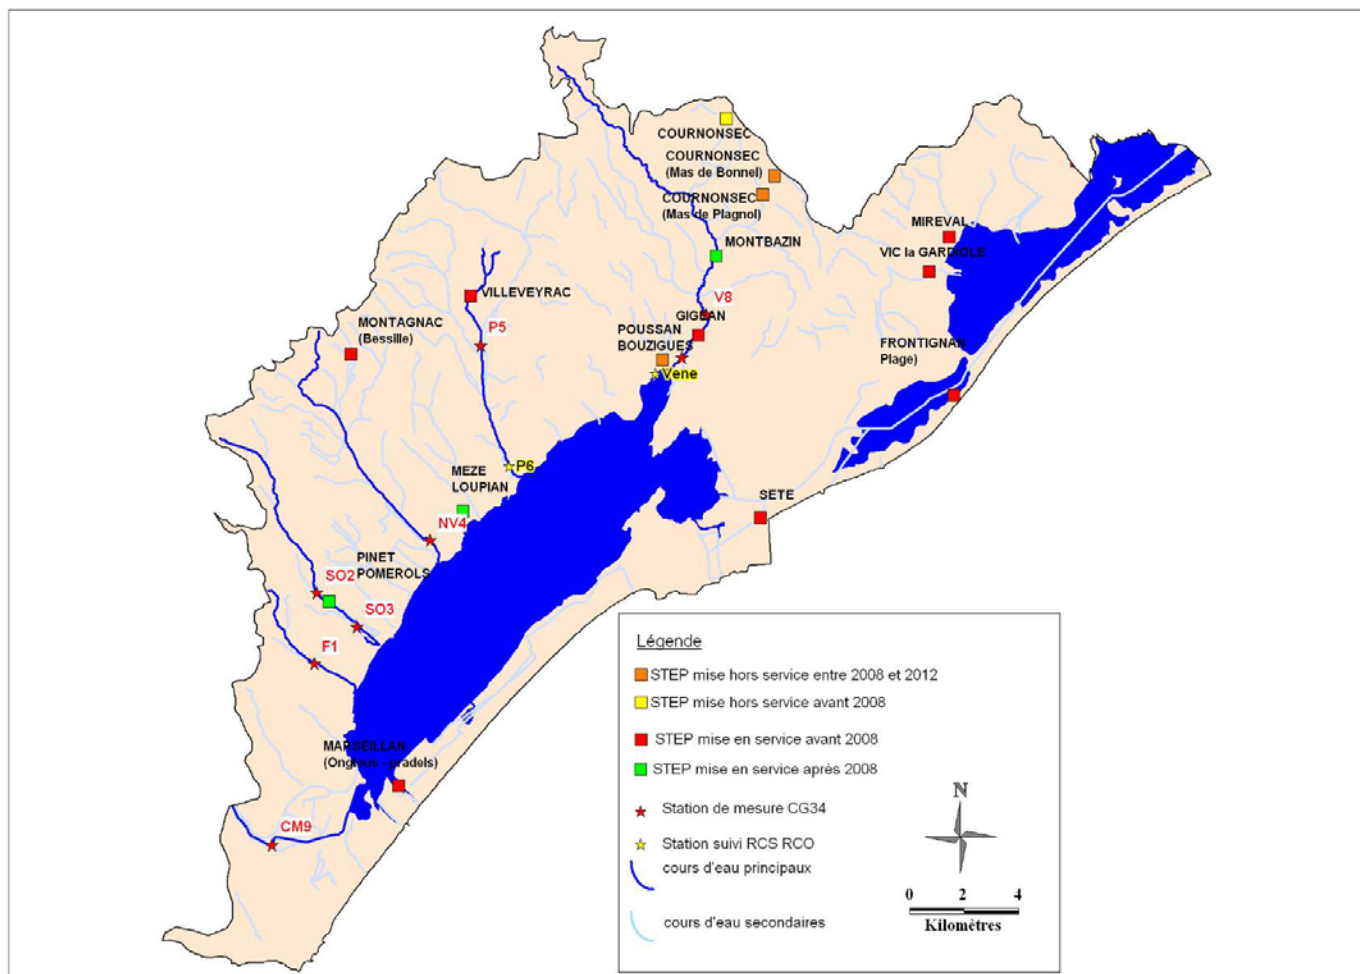 COURNONSEC
COURNONSEC
(Mas de Bonnel)
COURNONSEC
(Mas de Plagnol)
MIREVAL
MONTBAZIN
VIC la GARDIOLE
VILLEVEYRAC
V8
GIGEAN
MONTAGNAC
(Bessille)
P5
POUSSAN
BOUZIGUES
FRONTIGNAN
Plage)
Vene
P6
MEZE
LOUPIAN
SETE
NV4
PINET
POMEROLS
SO2
SO3
F1
MARSEILLAN
(Onglous - pradels)
CM9
Légende
STEP mise hors service entre 2008 et 2012
STEP mise hors service avant 2008
STEP mise en service avant 2008
STEP mise en service après 2008
Station de mesure CG34
Station suivi RCS RCO
cours d'eau principaux
cours d'eau secondaires
N
0 2 4
Kilomètres